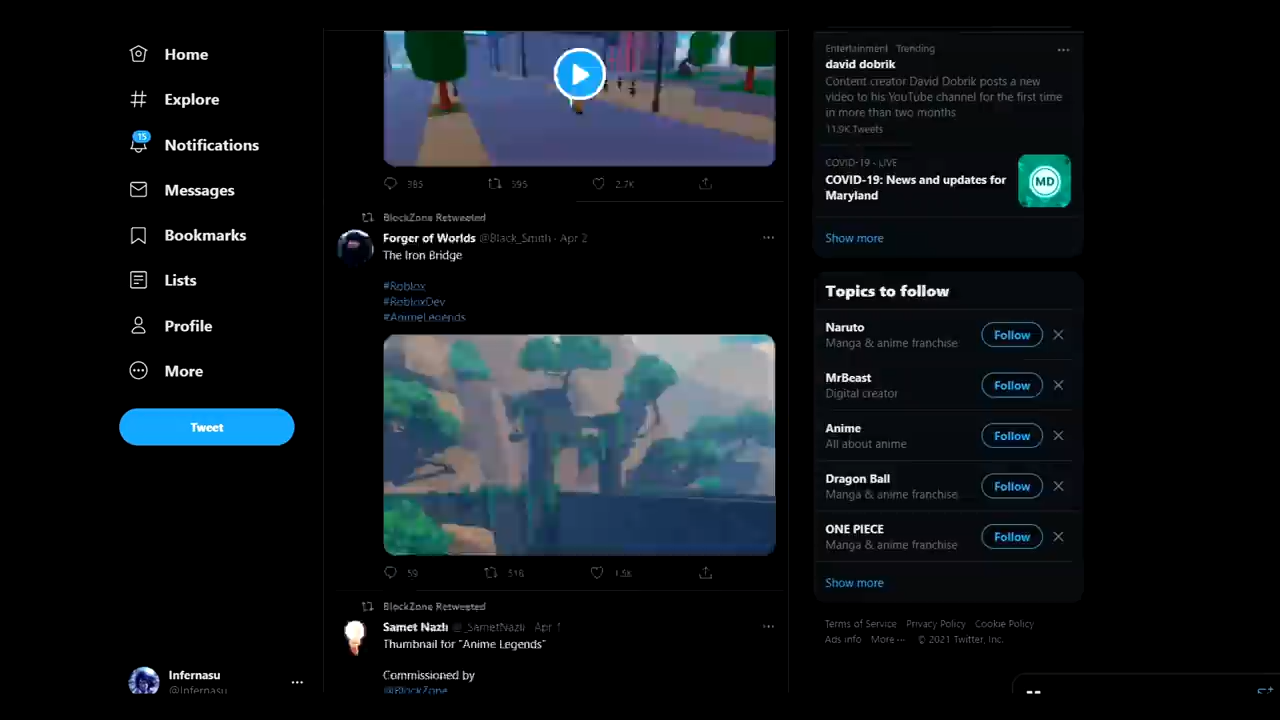 Home
Explore
15
Notifications
Messages
Bookmarks
Lists
Profile
More
Tweet
Infernasu
@Infernasu
385
595
2.7K
BlockZone Retweeted
Forger of Worlds @Black_Smith · Apr 2
The Iron Bridge
#Roblox
#RobloxDev
#AnimeLegends
59
518
1.3K
BlockZone Retweeted
Samet Nazlı @_SametNazli · Apr 1
Thumbnail for "Anime Legends"
Commissioned by
@BlockZone
Entertainment · Trending
david dobrik
Content creator David Dobrik posts a new
video to his YouTube channel for the first time
in more than two months
11.9K Tweets
COVID-19 · LIVE
COVID-19: News and updates for
Maryland
MD
Show more
Topics to follow
Naruto
Manga & anime franchise
Follow
MrBeast
Digital creator
Follow
Anime
All about anime
Follow
Dragon Ball
Manga & anime franchise
Follow
ONE PIECE
Manga & anime franchise
Follow
Show more
Terms of Service Privacy Policy Cookie Policy
Ads info More ··· © 2021 Twitter, Inc.